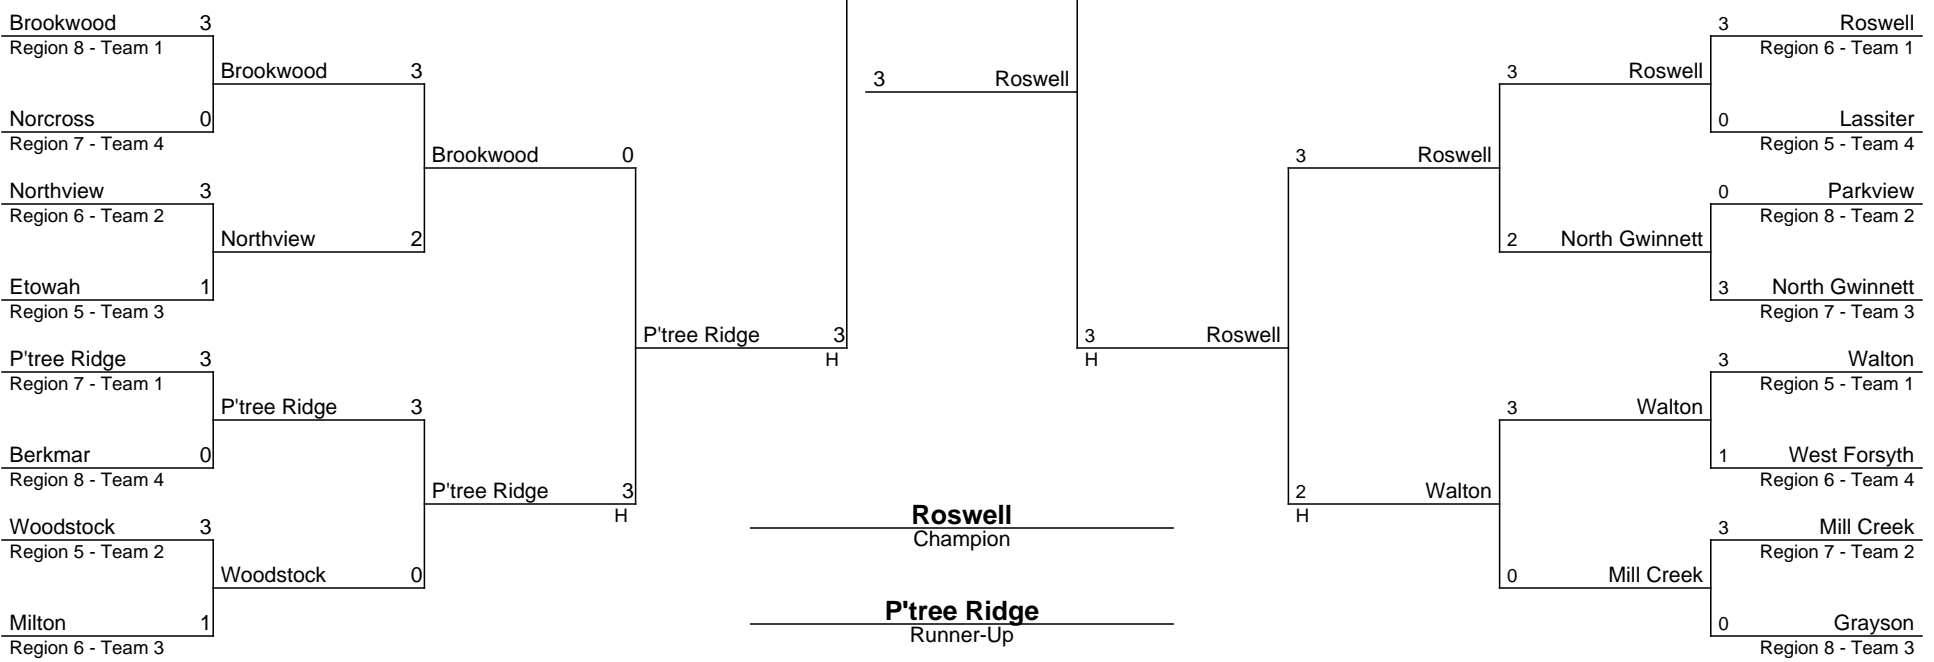 Brookwood 3
Region 8 - Team 1
Norcross 0
Region 7 - Team 4
Northview 3
Region 6 - Team 2
Etowah 1
Region 5 - Team 3
P'tree Ridge 3
Region 7 - Team 1
Berkmar 0
Region 8 - Team 4
Woodstock 3
Region 5 - Team 2
Milton 1
Region 6 - Team 3
Brookwood 3
Northview 2
P'tree Ridge 3
Woodstock 0
Brookwood 0
P'tree Ridge 3
H
P'tree Ridge 3
H
3 Roswell
Roswell
Champion
P'tree Ridge
Runner-Up
3 Roswell
H
3 Roswell
2 Walton
H
3 Roswell
2 North Gwinnett
3 Walton
0 Mill Creek
3 Roswell
Region 6 - Team 1
0 Lassiter
Region 5 - Team 4
0 Parkview
Region 8 - Team 2
3 North Gwinnett
Region 7 - Team 3
3 Walton
Region 5 - Team 1
1 West Forsyth
Region 6 - Team 4
3 Mill Creek
Region 7 - Team 2
0 Grayson
Region 8 - Team 3